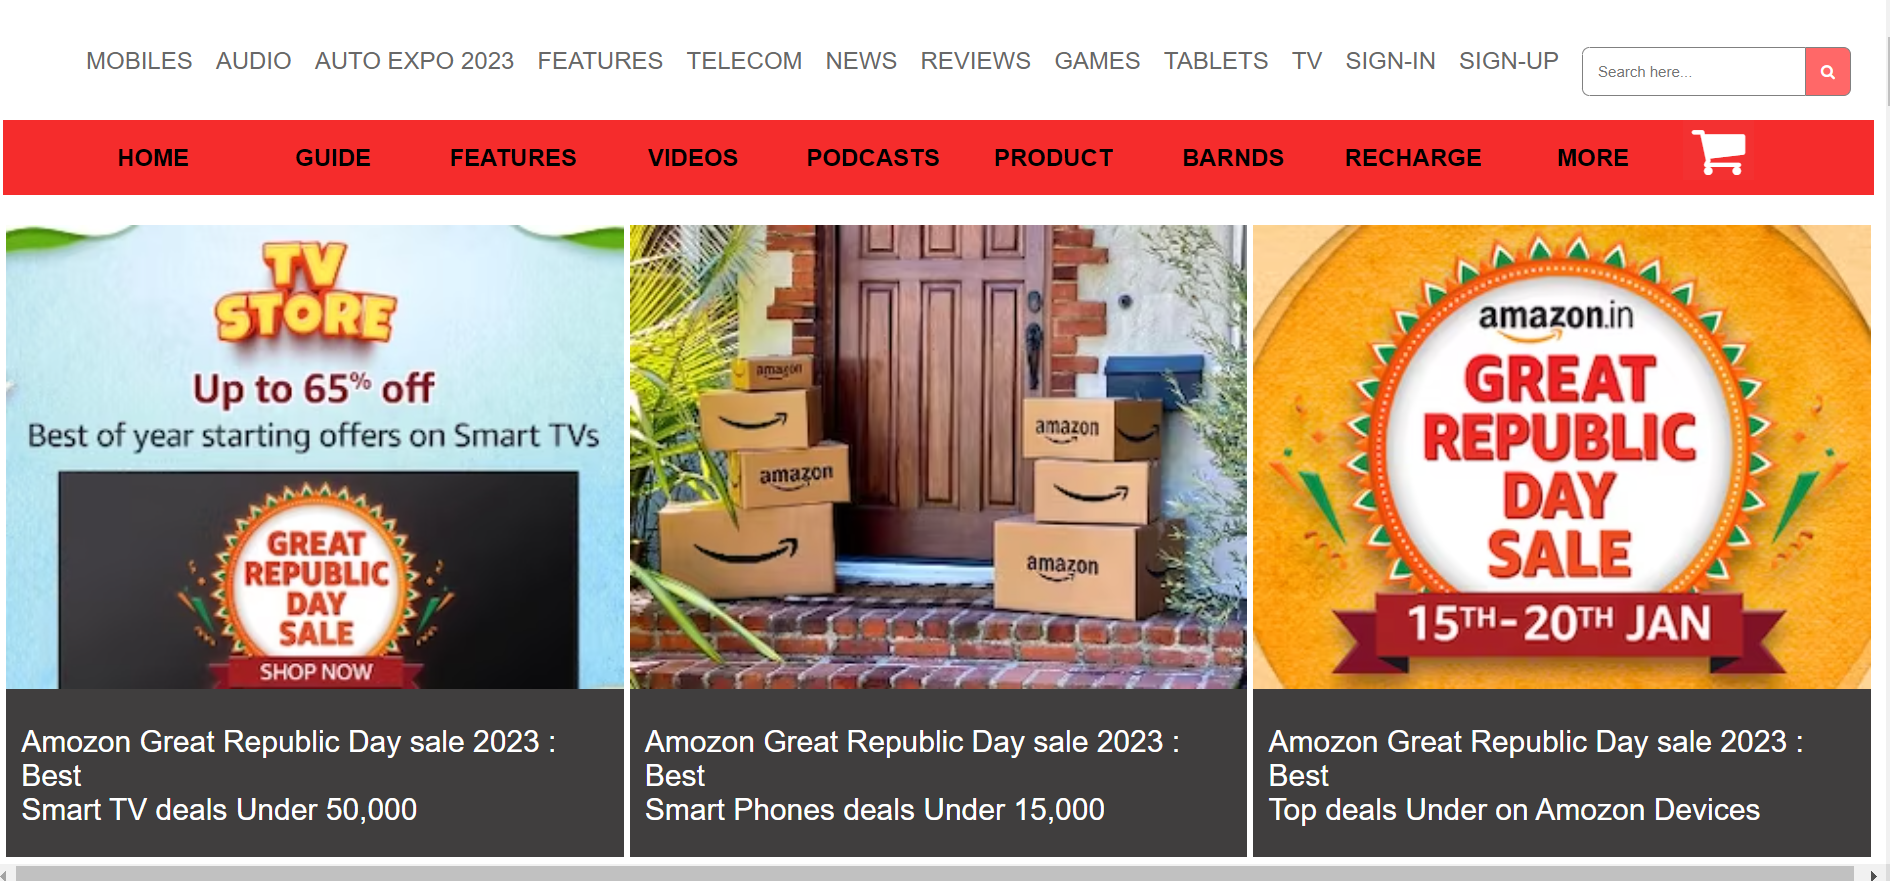 MOBILES AUDIO AUTO EXPO 2023 FEATURES TELECOM NEWS REVIEWS GAMES TABLETS TV SIGN-IN SIGN-UP Search here...
HOME GUIDE FEATURES VIDEOS PODCASTS PRODUCT BARNDS RECHARGE MORE
TV
STORE
Up to 65% off
Best of year starting offers on Smart TVs
GREAT
REPUBLIC
DAY
SALE
SHOP NOW
Amozon Great Republic Day sale 2023 :
Best
Smart TV deals Under 50,000
amazon
amazon
amazon
amazon
Amozon Great Republic Day sale 2023 :
Best
Smart Phones deals Under 15,000
amazon.in
GREAT
REPUBLIC
DAY
SALE
15TH-20TH JAN
Amozon Great Republic Day sale 2023 :
Best
Top deals Under on Amozon Devices